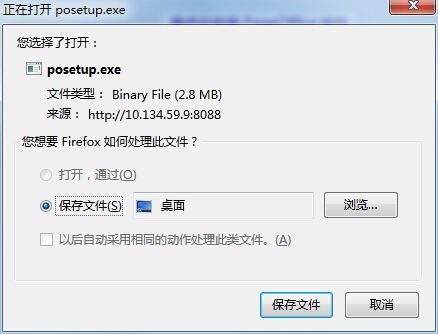 正在打开 posetup.exe
您选择了打开：
posetup.exe
文件类型： Binary File (2.8 MB)
来源： http://10.134.59.9:8088
您想要 Firefox 如何处理此文件？
打开，通过(O)
保存文件(S) 桌面 浏览...
以后自动采用相同的动作处理此类文件。(A)
保存文件 取消